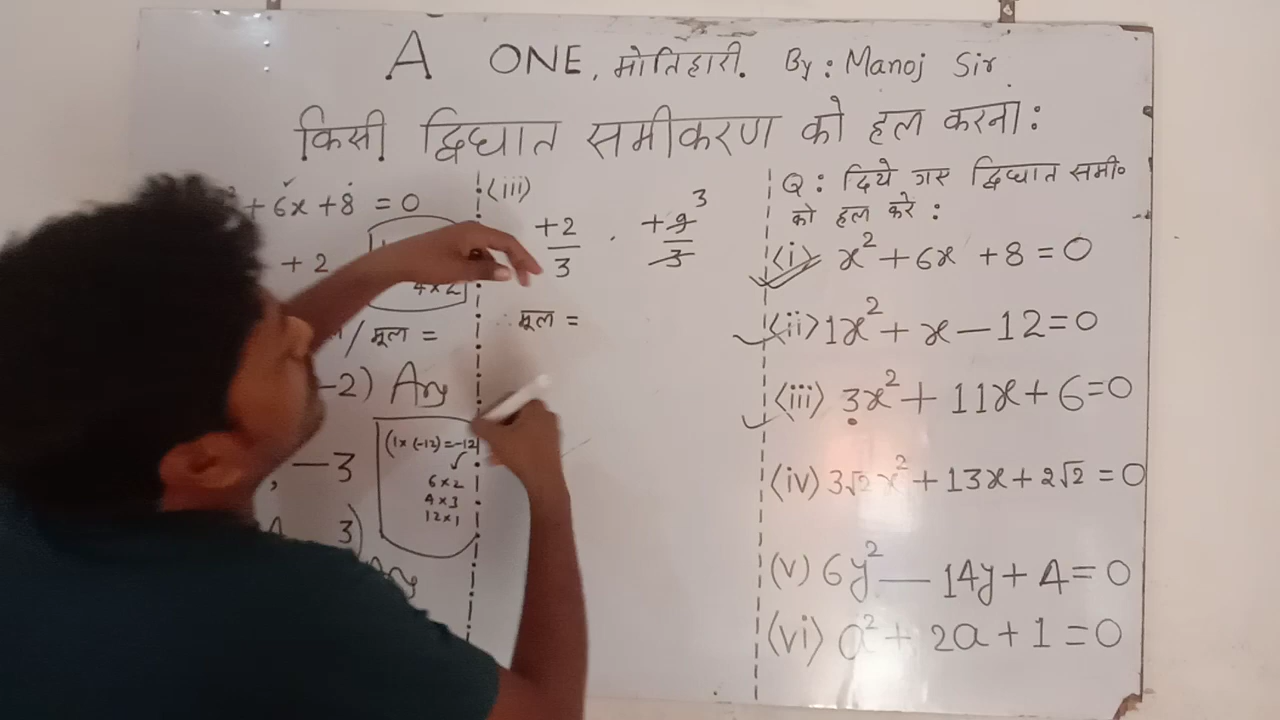 A ONE, मोतिहारी. By: Manoj Sir
किसी द्विघात समीकरण को हल करना:
+ 6x + 8 = 0
+ 2
4 × 2
/ मूल =
-2) Ans
(1 × (-12) = -12
6 × 2
4 × 3
12 × 1
, -3
3)
Ans
(iii)
+2/3 , +9/3 3
∴ मूल =
Q: दिये गए द्विघात समी०
को हल करे:
(i) x² + 6x + 8 = 0
(ii) 1x² + x - 12 = 0
(iii) 3x² + 11x + 6 = 0
(iv) 3√2x² + 13x + 2√2 = 0
(v) 6y² - 14y + 4 = 0
(vi) a² + 2a + 1 = 0